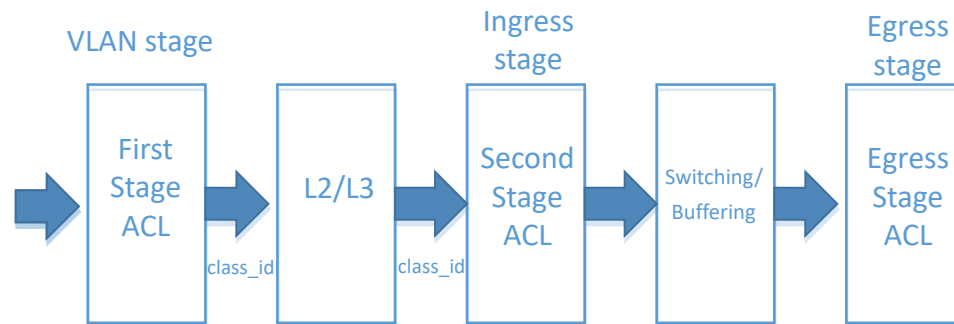 VLAN stage
Ingress
stage
Egress
stage
First
Stage
ACL
class_id
L2/L3
class_id
Second
Stage
ACL
Switching/
Buffering
Egress
Stage
ACL